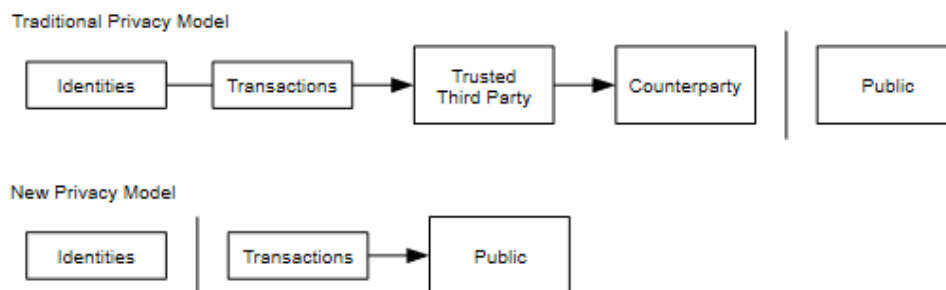 Traditional Privacy Model
Identities
Transactions
Trusted
Third Party
Counterparty
Public
New Privacy Model
Identities
Transactions
Public